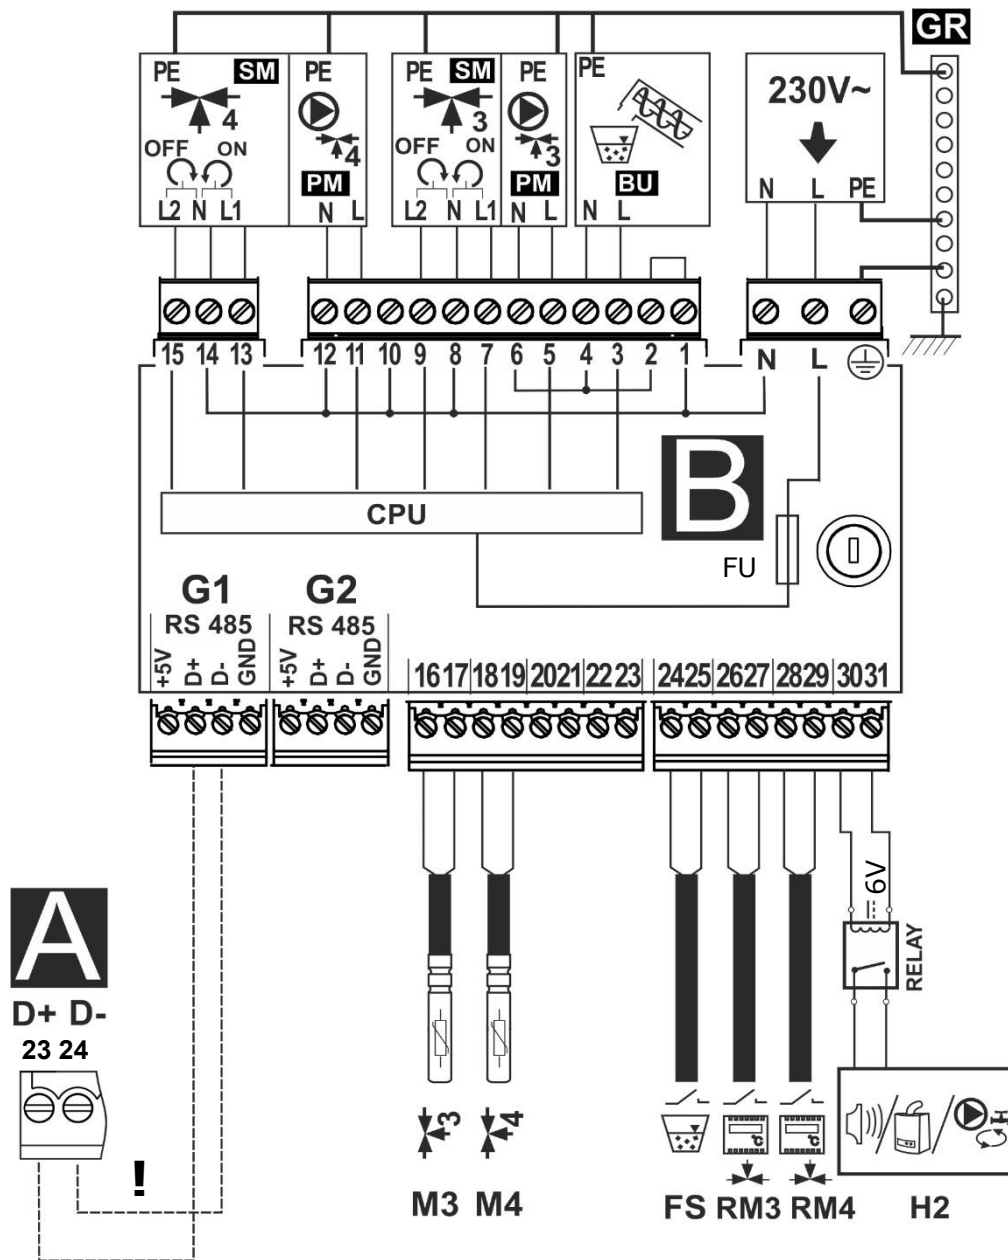 GR
PE SM PE PE SM PE PE 230V~
4 3
OFF ON 4 OFF ON 3
PM PM BU
L2 N L1 N L L2 N L1 N L N L N L PE
15 14 13 12 11 10 9 8 7 6 5 4 3 2 1 N L
B
CPU
FU
G1 G2
RS 485 RS 485
+5V D+ D- GND +5V D+ D- GND
16 17 18 19 20 21 22 23 24 25 26 27 28 29 30 31
6V
RELAY
A
D+ D-
23 24
°C °C
3 4 H
!
M3 M4 FS RM3 RM4 H2